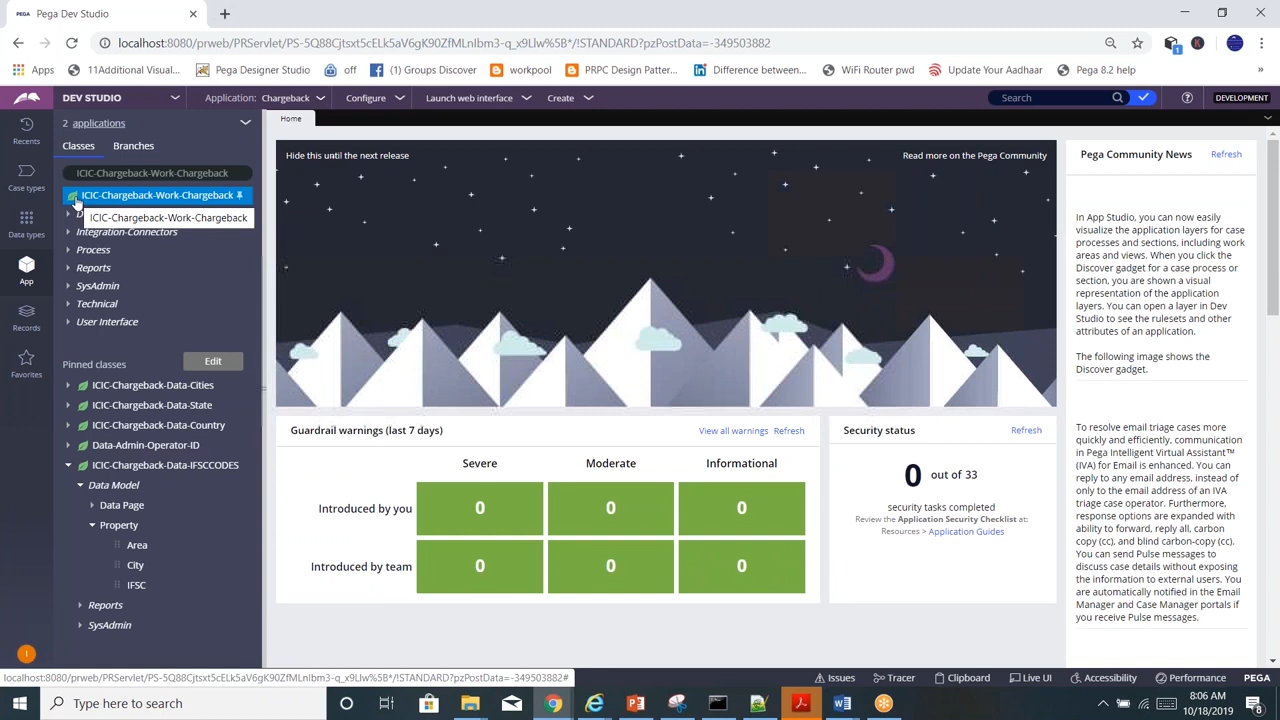 PEGA Pega Dev Studio
localhost:8080/prweb/PRServlet/PS-5Q88Cjtsxt5cELk5aV6gK90ZfMLnIbm3-q_x9Llw%5B*/!STANDARD?pzPostData=-349503882
Apps 11Additional Visual... Pega Designer Studio off (1) Groups Discover workpool PRPC Design Patter... Difference between... WiFi Router pwd Update Your Aadhaar Pega 8.2 help »
DEV STUDIO Application: Chargeback Configure Launch web interface Create Search DEVELOPMENT
Recents
Case types
Data types
App
Records
Favorites
I
2 applications
Classes Branches
ICIC-Chargeback-Work-Chargeback
ICIC-Chargeback-Work-Chargeback
D
ICIC-Chargeback-Work-Chargeback
Integration-Connectors
Process
Reports
SysAdmin
Technical
User Interface
Pinned classes Edit
ICIC-Chargeback-Data-Cities
ICIC-Chargeback-Data-State
ICIC-Chargeback-Data-Country
Data-Admin-Operator-ID
ICIC-Chargeback-Data-IFSCCODES
Data Model
Data Page
Property
Area
City
IFSC
Reports
SysAdmin
Home
Hide this until the next release Read more on the Pega Community
Guardrail warnings (last 7 days) View all warnings Refresh
Severe Moderate Informational
Introduced by you 0 0 0
Introduced by team 0 0 0
Security status Refresh
0 out of 33
security tasks completed
Review the Application Security Checklist at:
Resources > Application Guides
Pega Community News Refresh
In App Studio, you can now easily
visualize the application layers for case
processes and sections, including work
areas and views. When you click the
Discover gadget for a case process or
section, you are shown a visual
representation of the application
layers. You can open a layer in Dev
Studio to see the rulesets and other
attributes of an application.
The following image shows the
Discover gadget.
To resolve email triage cases more
quickly and efficiently, communication
in Pega Intelligent Virtual Assistant™
(IVA) for Email is enhanced. You can
reply to any email address, instead of
only to the email address of an IVA
triage case operator. Furthermore,
response options are expanded with
ability to forward, reply all, carbon
copy (cc), and blind carbon-copy (cc).
You can send Pulse messages to
discuss case details without exposing
the information to external users. You
are automatically notified in the Email
Manager and Case Manager portals if
you receive Pulse messages.
localhost:8080/prweb/PRServlet/PS-5Q88Cjtsxt5cELk5aV6gK90ZfMLnIbm3-q_x9Llw%5B*/!STANDARD?pzPostData=-349503882#
Issues Tracer Clipboard Live UI Accessibility Performance PEGA
Type here to search
8:06 AM
10/18/2019
8